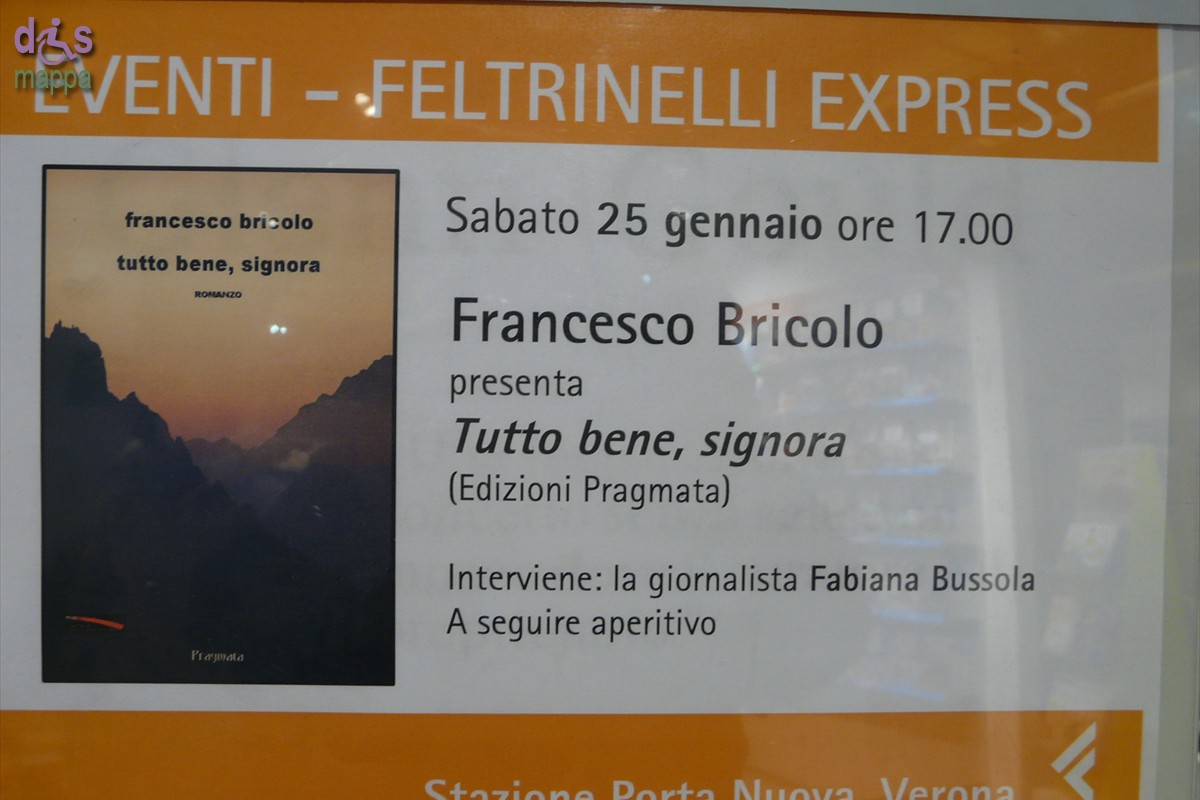 dis
mappa
EVENTI - FELTRINELLI EXPRESS
francesco bricolo
tutto bene, signora
ROMANZO
Pragmata
Sabato 25 gennaio ore 17.00
Francesco Bricolo
presenta
Tutto bene, signora
(Edizioni Pragmata)
Interviene: la giornalista Fabiana Bussola
A seguire aperitivo
Stazione Porta Nuova, Verona